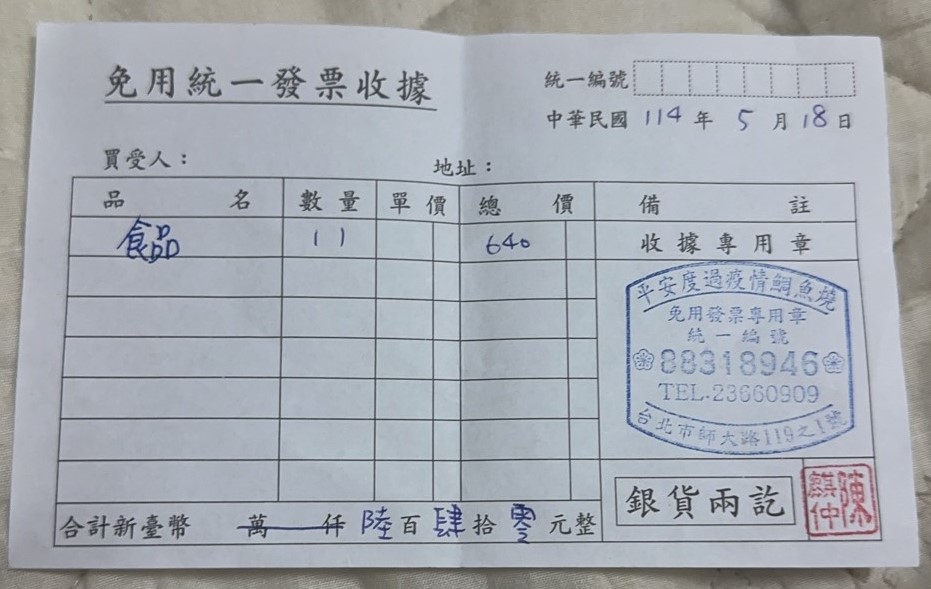 免用統一發票收據
統一編號
中華民國 114 年 5 月 18 日
買受人： 地址：
品名 數量 單價 總價 備註
食品 11 640 收據專用章
平安度過疫情鯛魚燒
免用發票專用章
統一編號
88318946
TEL.23660909
台北市師大路119之1號
銀貨兩訖
陳麒仲
合計新臺幣 萬 仟 陸 百 肆 拾 零 元整